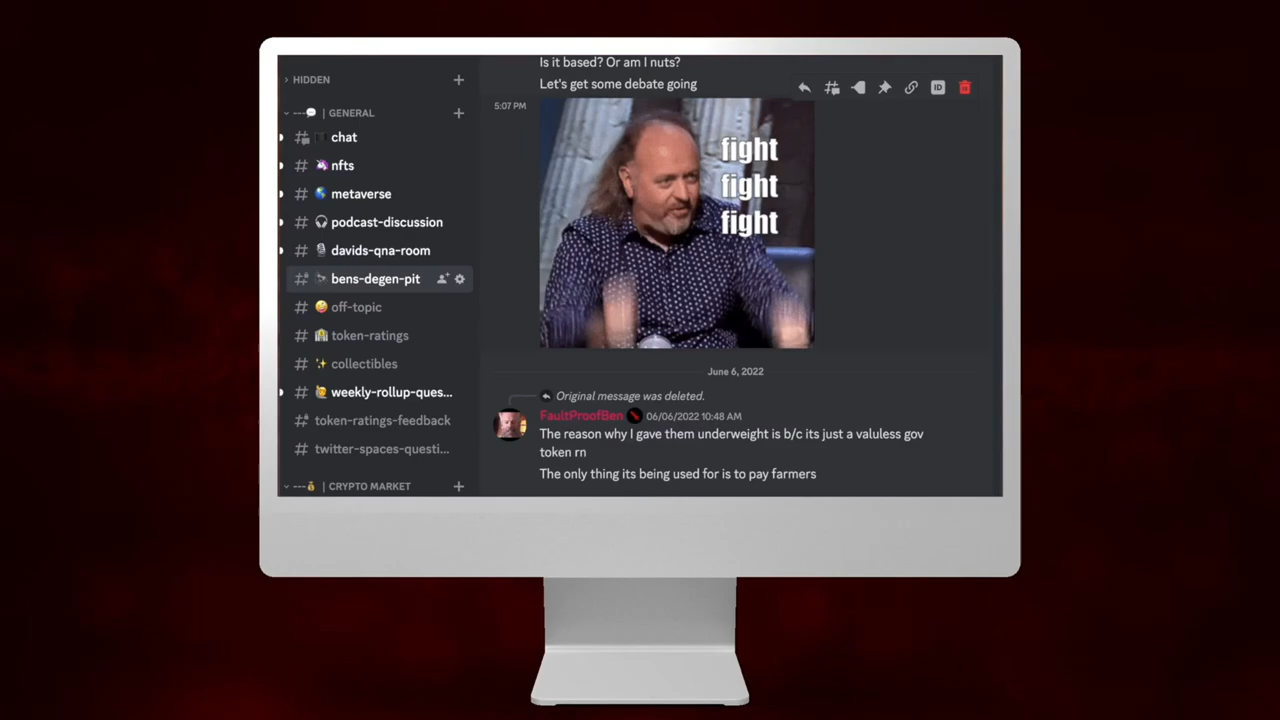 HIDDEN
| GENERAL
chat
nfts
metaverse
podcast-discussion
davids-qna-room
bens-degen-pit
off-topic
token-ratings
collectibles
weekly-rollup-ques...
token-ratings-feedback
twitter-spaces-questi...
| CRYPTO MARKET
Is it based? Or am I nuts?
Let's get some debate going
ID
5:07 PM
fight
fight
fight
June 6, 2022
Original message was deleted.
FaultProofBen 06/06/2022 10:48 AM
The reason why I gave them underweight is b/c its just a valuless gov
token rn
The only thing its being used for is to pay farmers